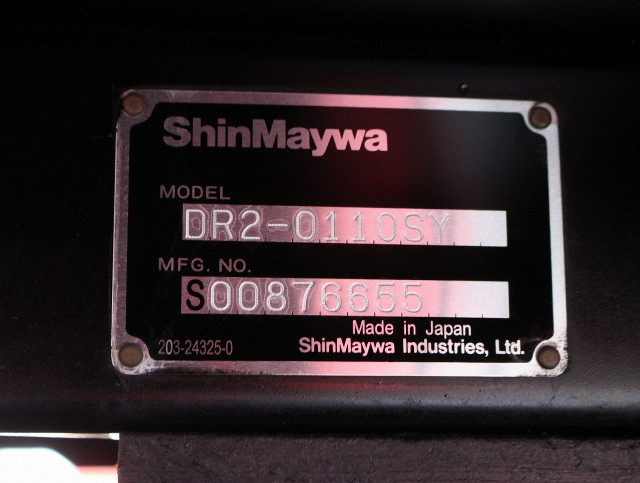 ShinMaywa
MODEL
DR2-0110SY
MFG. NO.
S00876655
Made in Japan
203-24325-0
ShinMaywa Industries, Ltd.